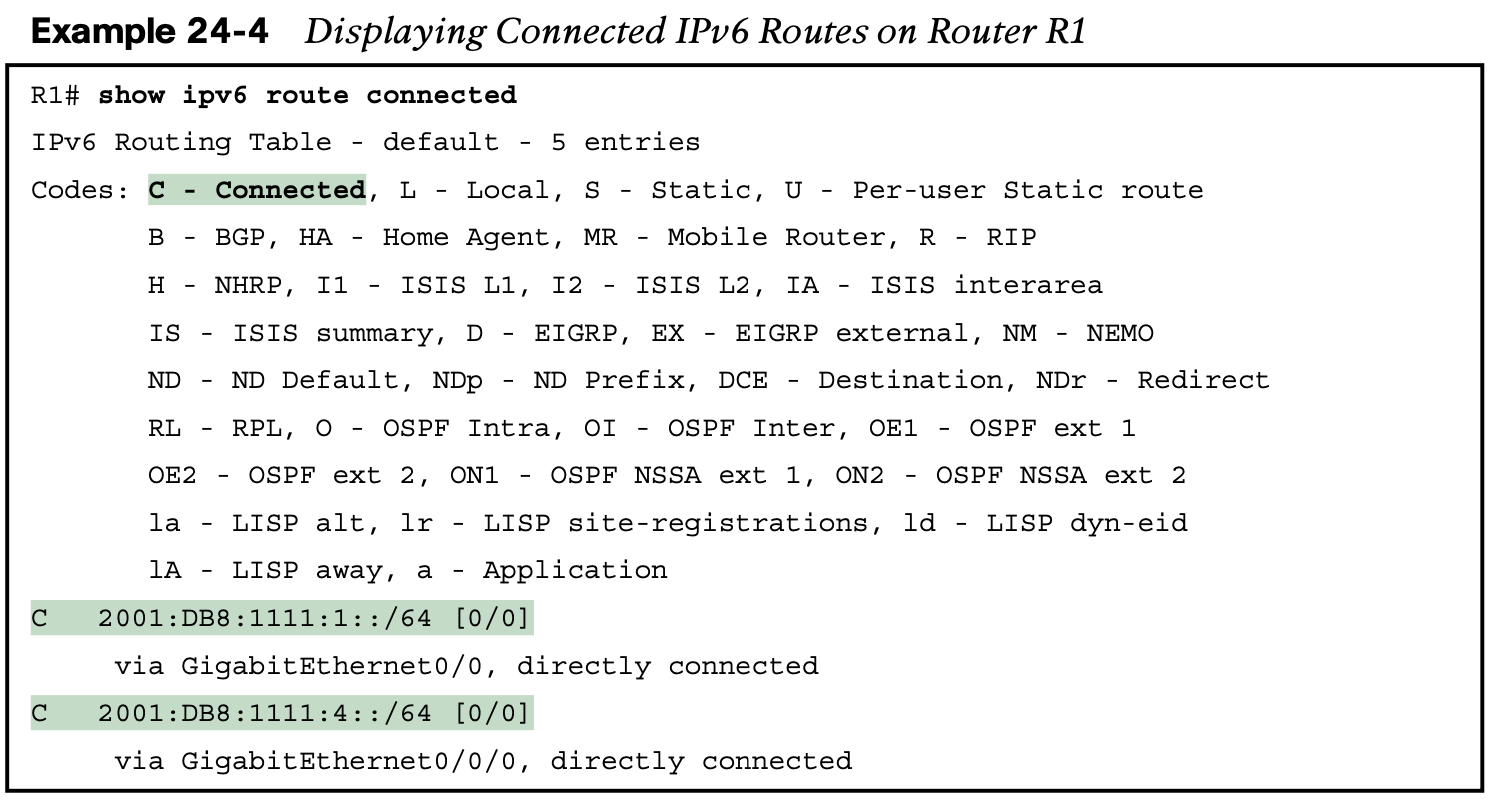 Example 24-4 Displaying Connected IPv6 Routes on Router R1
R1# show ipv6 route connected
IPv6 Routing Table - default - 5 entries
Codes: C - Connected, L - Local, S - Static, U - Per-user Static route
B - BGP, HA - Home Agent, MR - Mobile Router, R - RIP
H - NHRP, I1 - ISIS L1, I2 - ISIS L2, IA - ISIS interarea
IS - ISIS summary, D - EIGRP, EX - EIGRP external, NM - NEMO
ND - ND Default, NDp - ND Prefix, DCE - Destination, NDr - Redirect
RL - RPL, O - OSPF Intra, OI - OSPF Inter, OE1 - OSPF ext 1
OE2 - OSPF ext 2, ON1 - OSPF NSSA ext 1, ON2 - OSPF NSSA ext 2
la - LISP alt, lr - LISP site-registrations, ld - LISP dyn-eid
lA - LISP away, a - Application
C 2001:DB8:1111:1::/64 [0/0]
via GigabitEthernet0/0, directly connected
C 2001:DB8:1111:4::/64 [0/0]
via GigabitEthernet0/0/0, directly connected